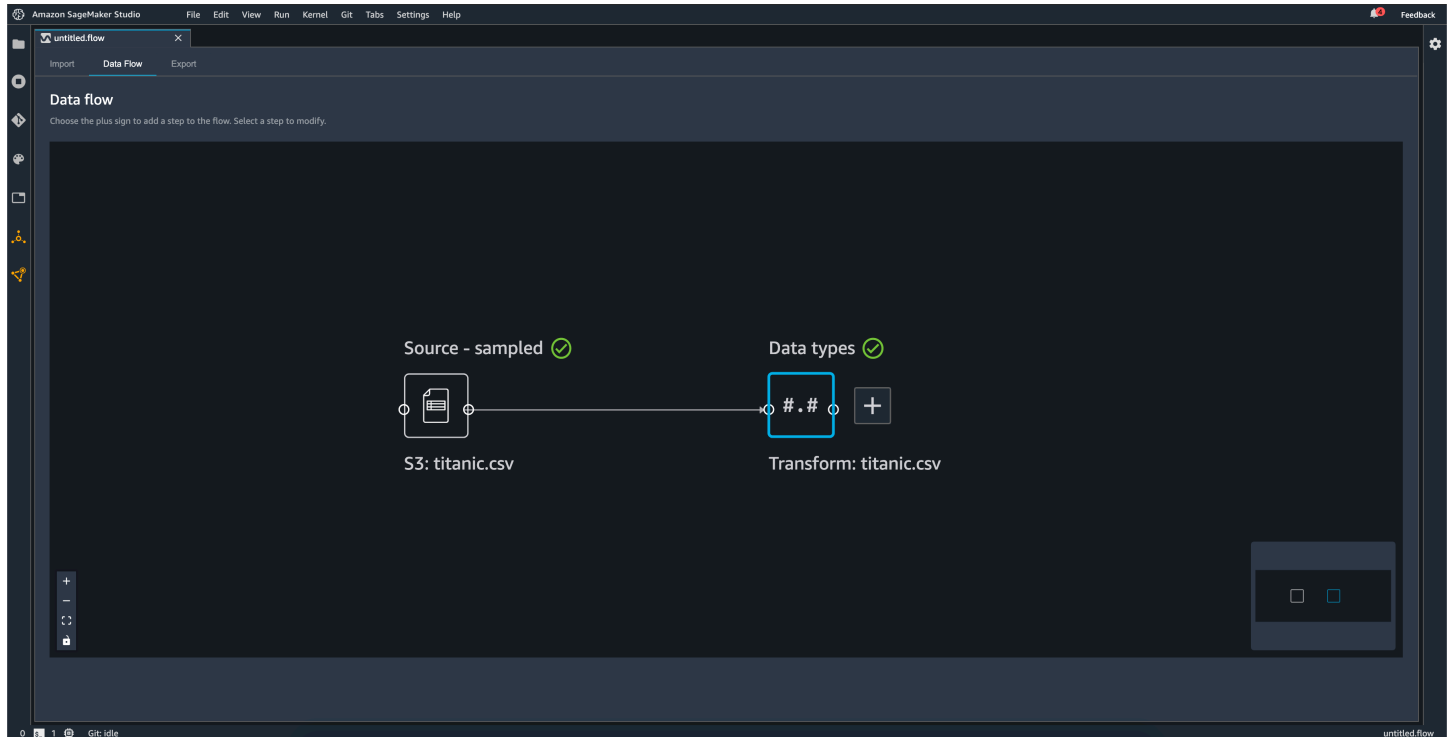 Amazon SageMaker Studio File Edit View Run Kernel Git Tabs Settings Help 4 Feedback
untitled.flow
Import Data Flow Export
Data flow
Choose the plus sign to add a step to the flow. Select a step to modify.
Source - sampled Data types
#.#
S3: titanic.csv Transform: titanic.csv
0 1 Git: idle untitled.flow